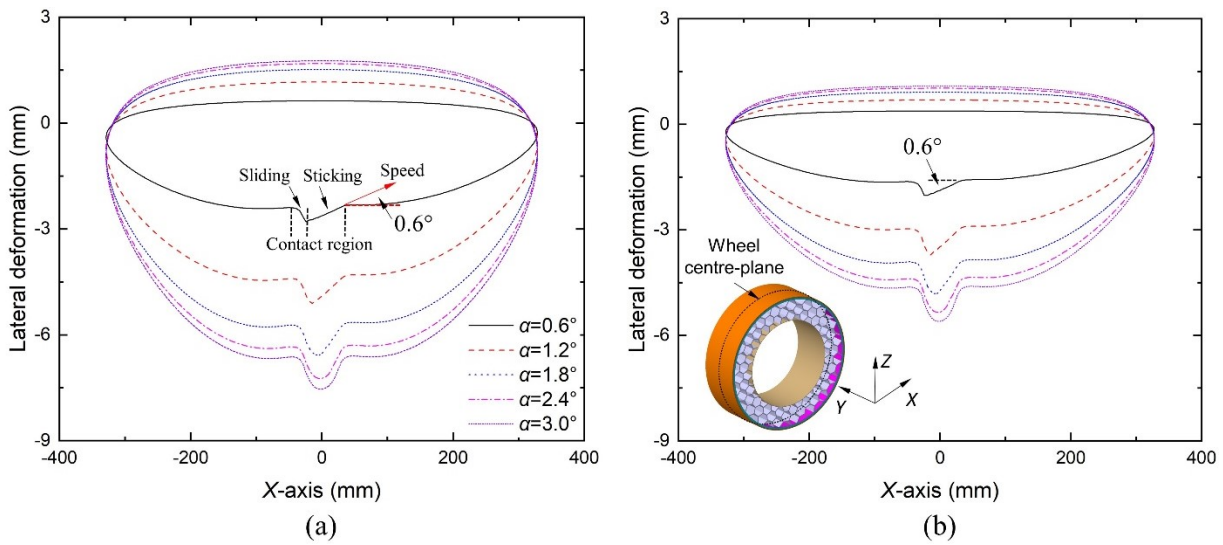 3
0
-3
-6
-9
Lateral deformation (mm)
Sliding
Sticking
Speed
0.6°
Contact region
α=0.6°
α=1.2°
α=1.8°
α=2.4°
α=3.0°
-400
-200
0
200
400
X-axis (mm)
(a)
3
0
-3
-6
-9
Lateral deformation (mm)
0.6°
Wheel
centre-plane
Z
Y
X
-400
-200
0
200
400
X-axis (mm)
(b)